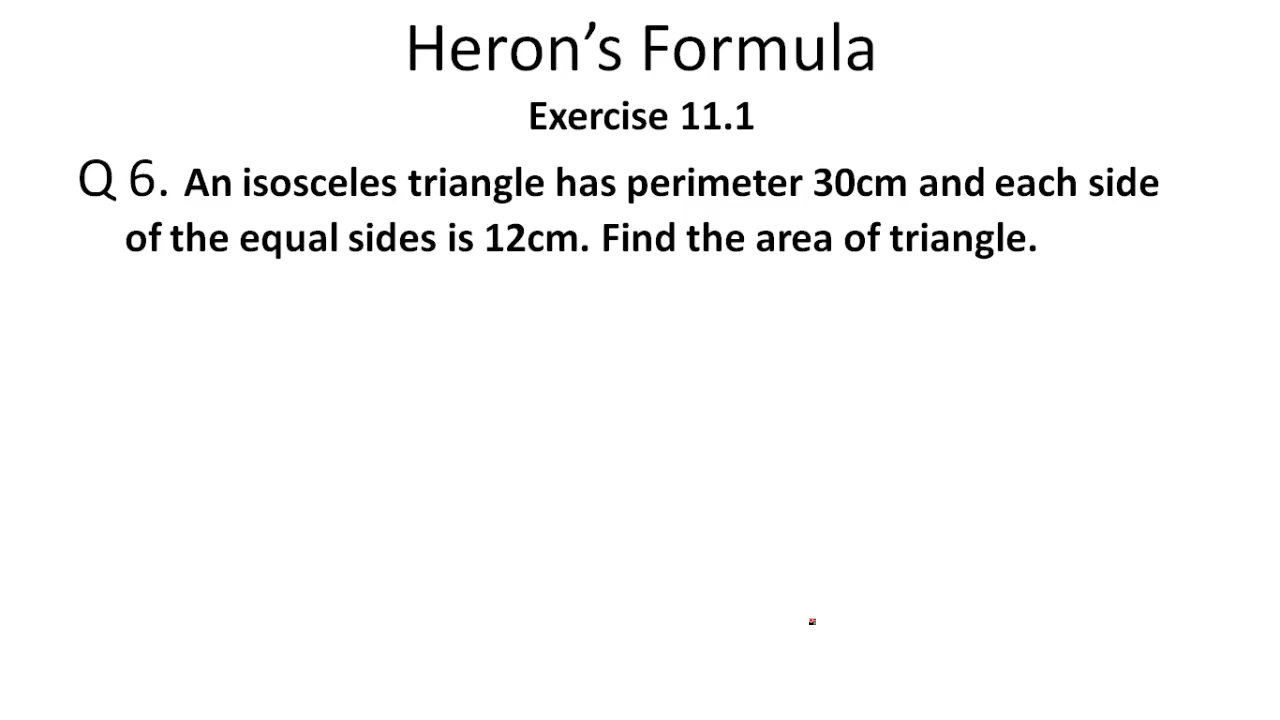 Heron’s Formula
Exercise 11.1
Q 6. An isosceles triangle has perimeter 30cm and each side
of the equal sides is 12cm. Find the area of triangle.